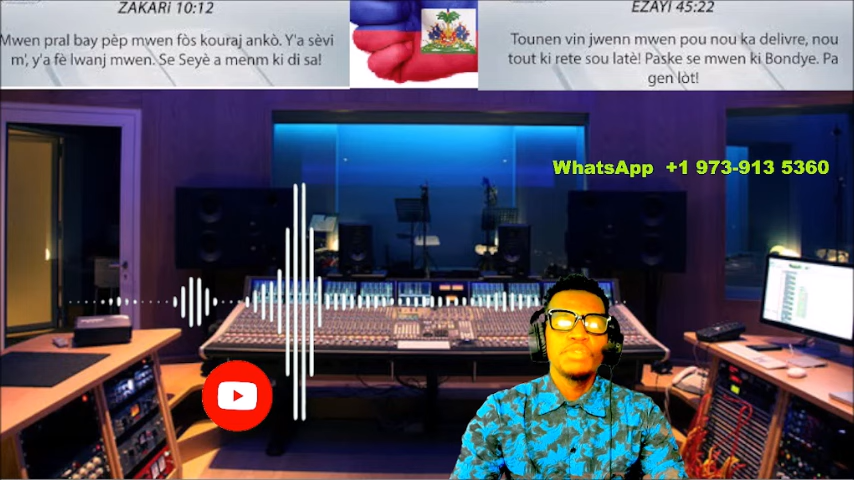 ZAKARi 10:12
Mwen pral bay pèp mwen fòs kouraj ankò. Y'a sèvi
m', y'a fè lwanj mwen. Se Seyè a menm ki di sa!
EZAYI 45:22
Tounen vin jwenn mwen pou nou ka delivre, nou
tout ki rete sou latè! Paske se mwen ki Bondye. Pa
gen lòt!
WhatsApp +1 973-913 5360